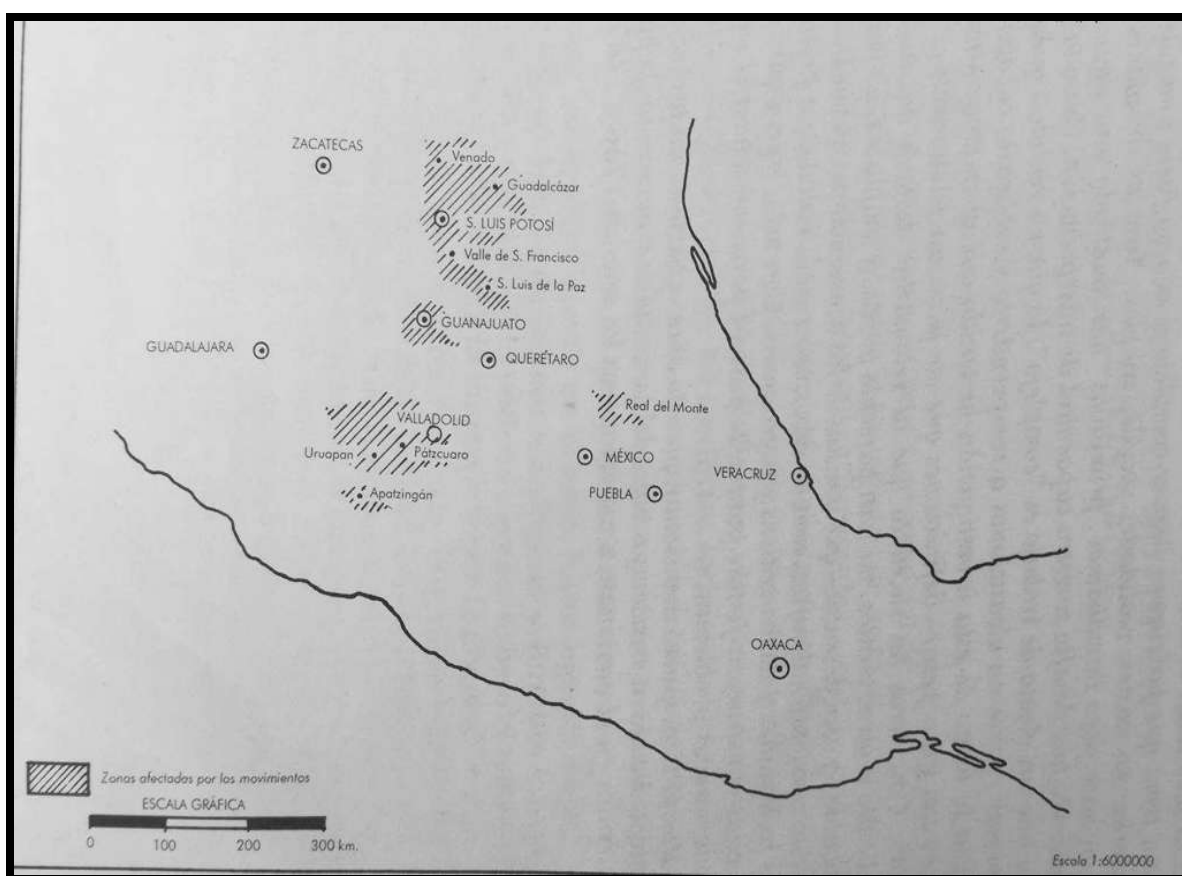 ZACATECAS
Venado
Guadalcázar
S. LUIS POTOSÍ
Valle de S. Francisco
S. Luis de la Paz
GUANAJUATO
GUADALAJARA
QUERÉTARO
Real del Monte
VALLADOLID
Uruapan
Pátzcuaro
MÉXICO
VERACRUZ
PUEBLA
Apatzingán
OAXACA
Zonas afectadas por los movimientos
ESCALA GRÁFICA
0 100 200 300 km.
Escala 1:6000000